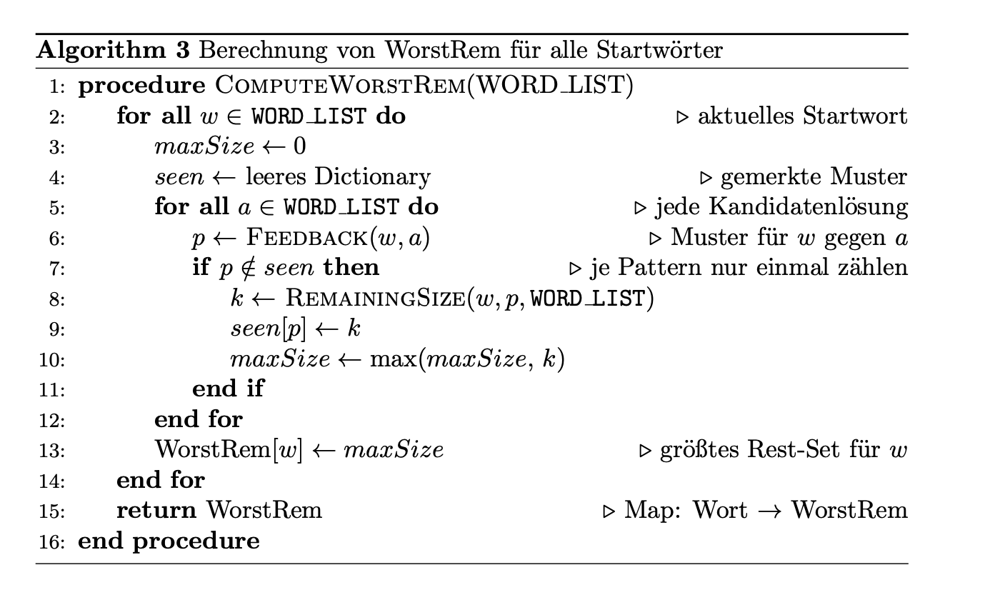 Algorithm 3 Berechnung von WorstRem für alle Startwörter
1: procedure COMPUTEWORSTREM(WORD_LIST)
2: for all w ∈ WORD_LIST do ▷ aktuelles Startwort
3: maxSize ← 0
4: seen ← leeres Dictionary ▷ gemerkte Muster
5: for all a ∈ WORD_LIST do ▷ jede Kandidatenlösung
6: p ← FEEDBACK(w, a) ▷ Muster für w gegen a
7: if p ∉ seen then ▷ je Pattern nur einmal zählen
8: k ← REMAININGSIZE(w, p, WORD_LIST)
9: seen[p] ← k
10: maxSize ← max(maxSize, k)
11: end if
12: end for
13: WorstRem[w] ← maxSize ▷ größtes Rest-Set für w
14: end for
15: return WorstRem ▷ Map: Wort → WorstRem
16: end procedure